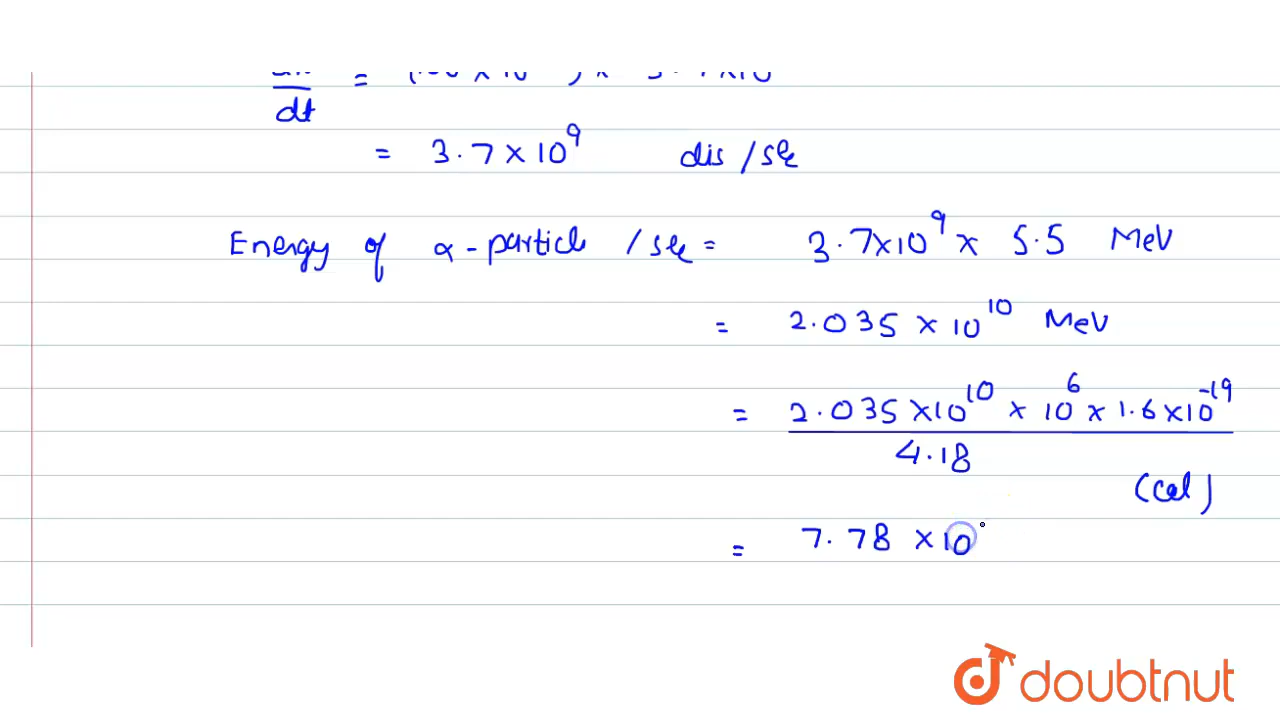 dt
= 3.7 × 10⁹ dis/sec
Energy of α-particle /sec = 3.7×10⁹ × 5.5 MeV
= 2.035 × 10¹⁰ MeV
= 2.035 ×10¹⁰ × 10⁶ × 1.6 ×10⁻¹⁹
4.18
(Cal)
= 7.78 ×10
doubtnut